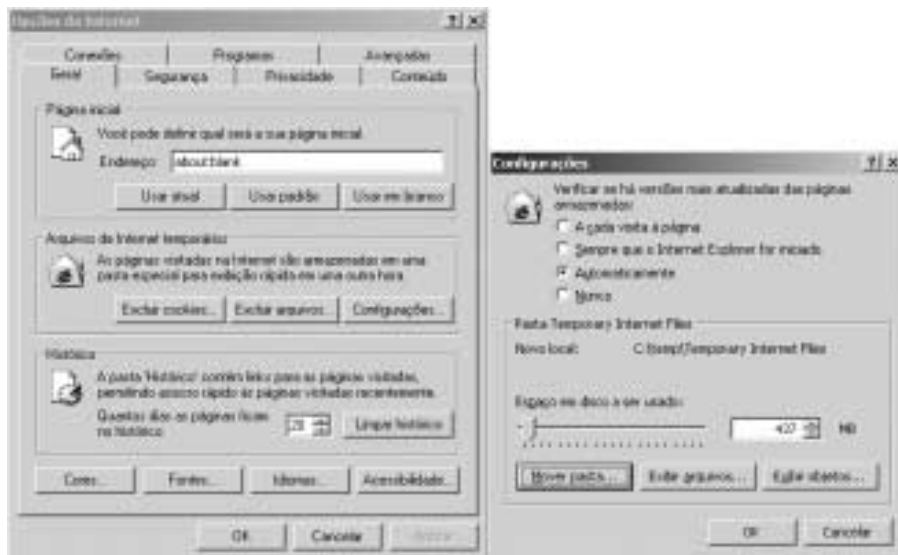 Opções da Internet
Conexões Programas Avançadas
Geral Segurança Privacidade Conteúdo
Página inicial
Você pode definir qual será a sua página inicial.
Endereço: about:blank
Usar atual Usar padrão Usar em branco
Arquivos de Internet temporários
As páginas visitadas na Internet são armazenadas em uma
pasta especial para exibição rápida em uma outra hora.
Excluir cookies... Excluir arquivos... Configurações...
Histórico
A pasta 'Histórico' contém links para as páginas visitadas,
permitindo acesso rápido às páginas visitadas recentemente.
Quantos dias as páginas ficam
no histórico: 20 Limpar histórico
Cores... Fontes... Idiomas... Acessibilidade...
OK Cancelar Aplicar
Configurações
Verificar se há versões mais atualizadas das páginas
armazenadas:
A cada visita à página
Sempre que o Internet Explorer for iniciado
Automaticamente
Nunca
Pasta Temporary Internet Files
Novo local: C:\temp\Temporary Internet Files
Espaço em disco a ser usado:
427 MB
Mover pasta... Exibir arquivos... Exibir objetos...
OK Cancelar